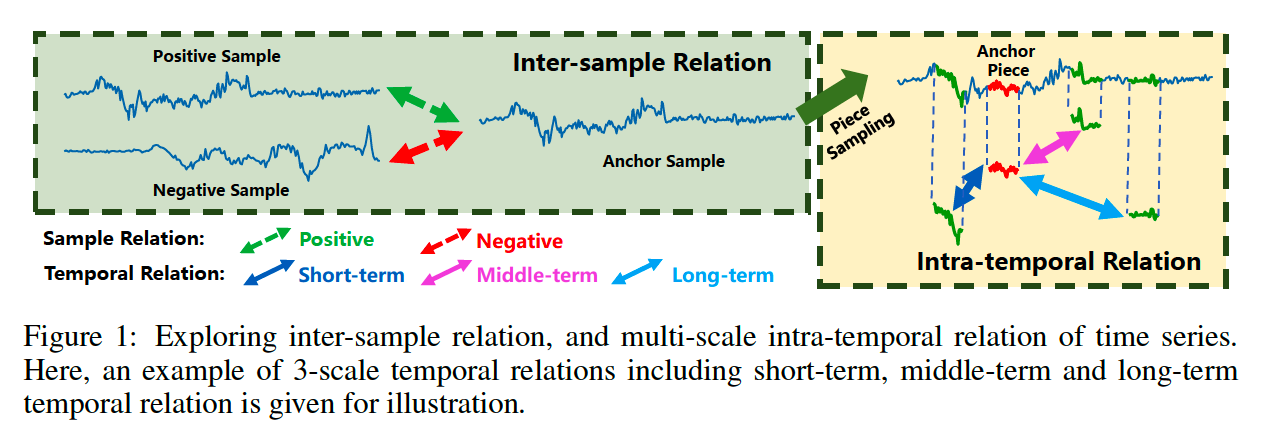 Positive Sample
Inter-sample Relation
Negative Sample
Anchor Sample
Piece
Sampling
Anchor
Piece
Intra-temporal Relation
Sample Relation: Positive Negative
Temporal Relation: Short-term Middle-term Long-term
Figure 1: Exploring inter-sample relation, and multi-scale intra-temporal relation of time series.
Here, an example of 3-scale temporal relations including short-term, middle-term and long-term
temporal relation is given for illustration.